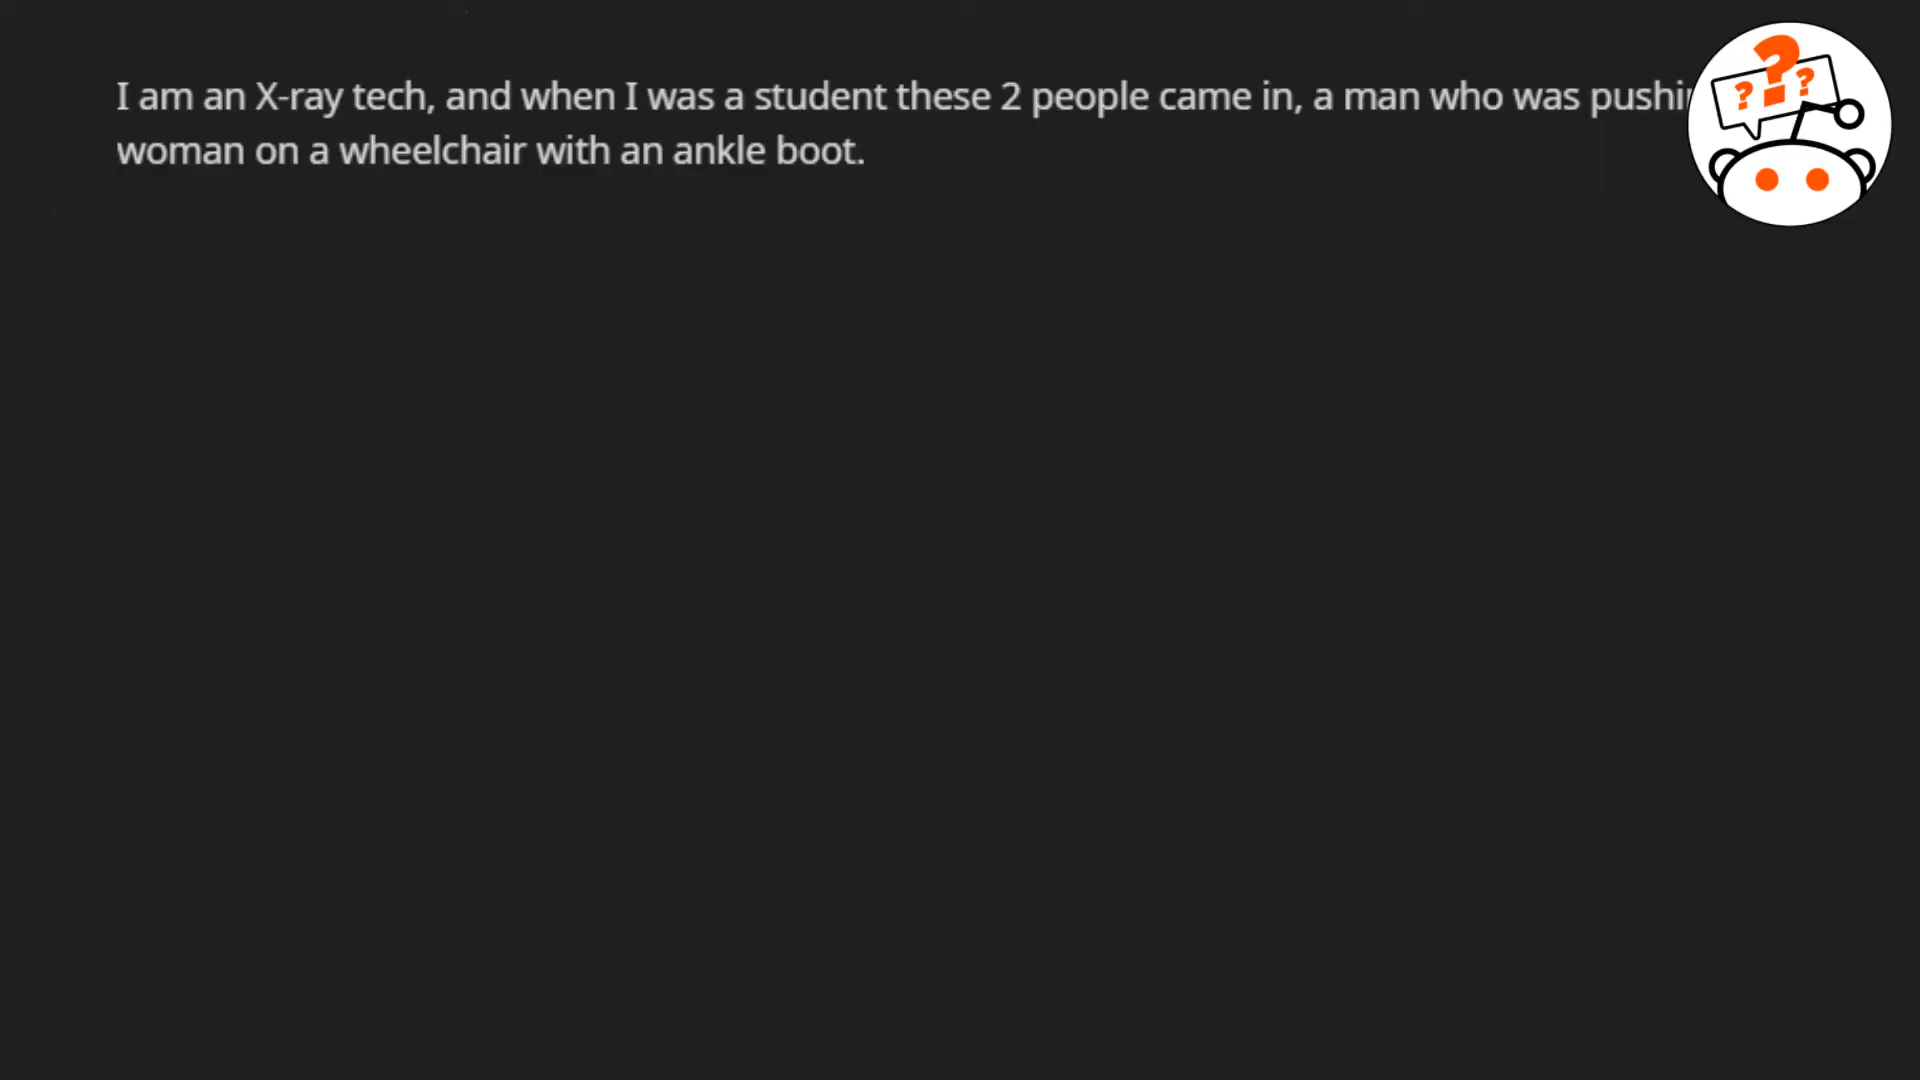 I am an X-ray tech, and when I was a student these 2 people came in, a man who was
woman on a wheelchair with an ankle boot.
? ? ?